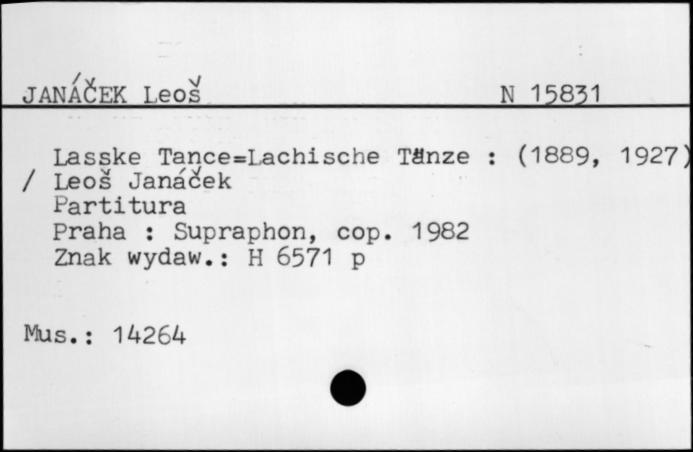 JANÁČEK Leoš N 15831
Lasske Tance=Lachische Tänze : (1889, 1927)
/ Leoš Janáček
Partitura
Praha : Supraphon, cop. 1982
Znak wydaw.: H 6571 p
Mus.: 14264